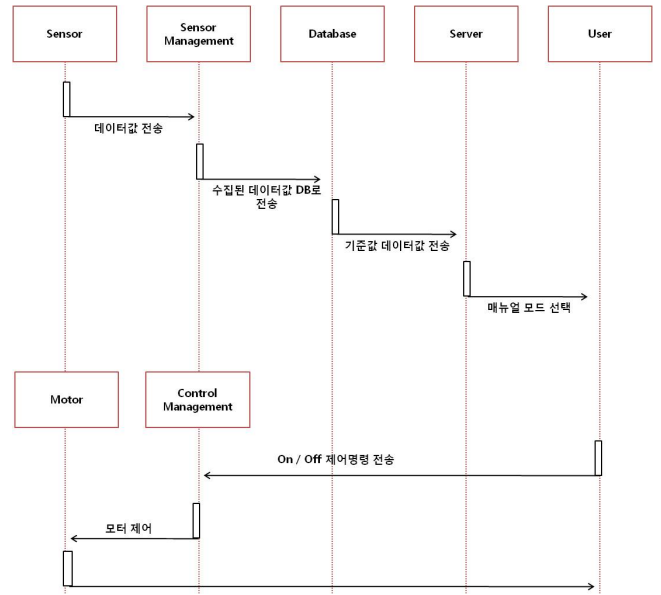 Sensor
Sensor
Management
Database
Server
User
데이터값 전송
수집된 데이터값 DB로
전송
기준값 데이터값 전송
매뉴얼 모드 선택
Motor
Control
Management
On / Off 제어명령 전송
모터 제어